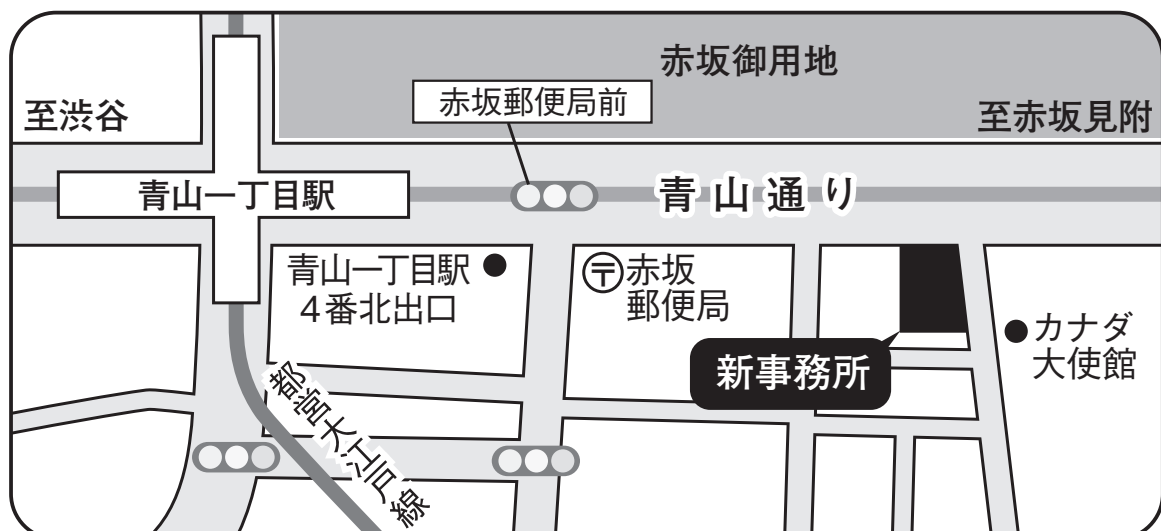 赤坂御用地
赤坂郵便局前
至渋谷
至赤坂見附
青山一丁目駅
青山通り
青山一丁目駅
4番北出口
〒赤坂
郵便局
カナダ
大使館
新事務所
都営大江戸線